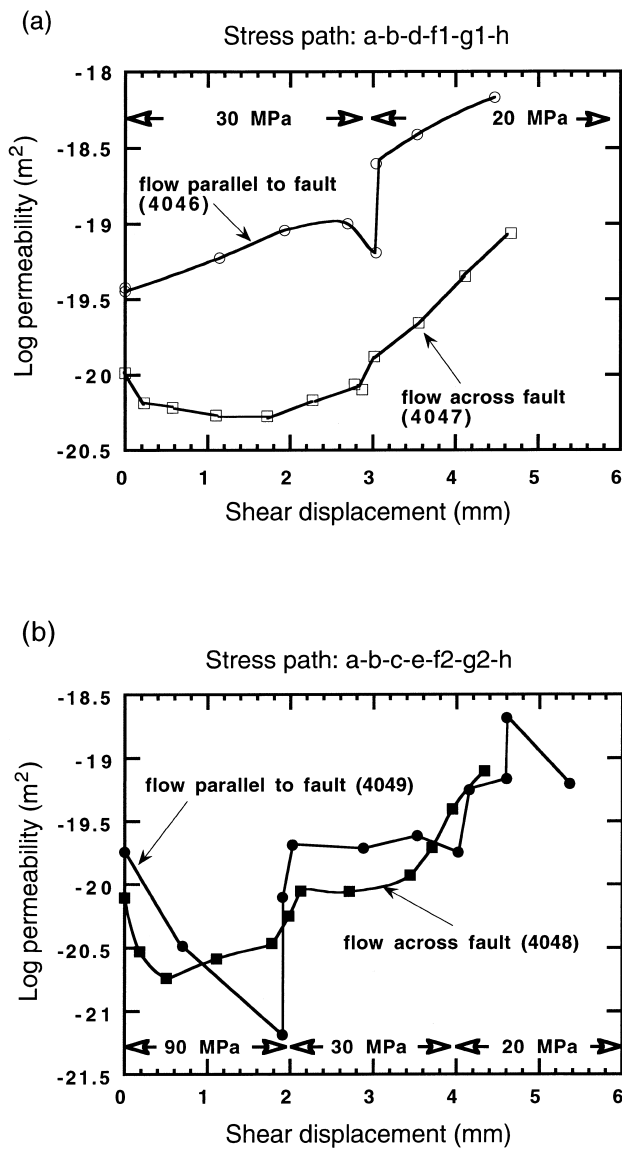 (a)
Stress path: a-b-d-f1-g1-h
-18
30 MPa
20 MPa
-18.5
flow parallel to fault
(4046)
-19
-19.5
-20
flow across fault
(4047)
-20.5
Log permeability (m²)
0 1 2 3 4 5 6
Shear displacement (mm)
(b)
Stress path: a-b-c-e-f2-g2-h
-18.5
-19
flow parallel to fault (4049)
-19.5
-20
flow across fault (4048)
-20.5
-21
90 MPa
30 MPa
20 MPa
-21.5
Log permeability (m²)
0 1 2 3 4 5 6
Shear displacement (mm)